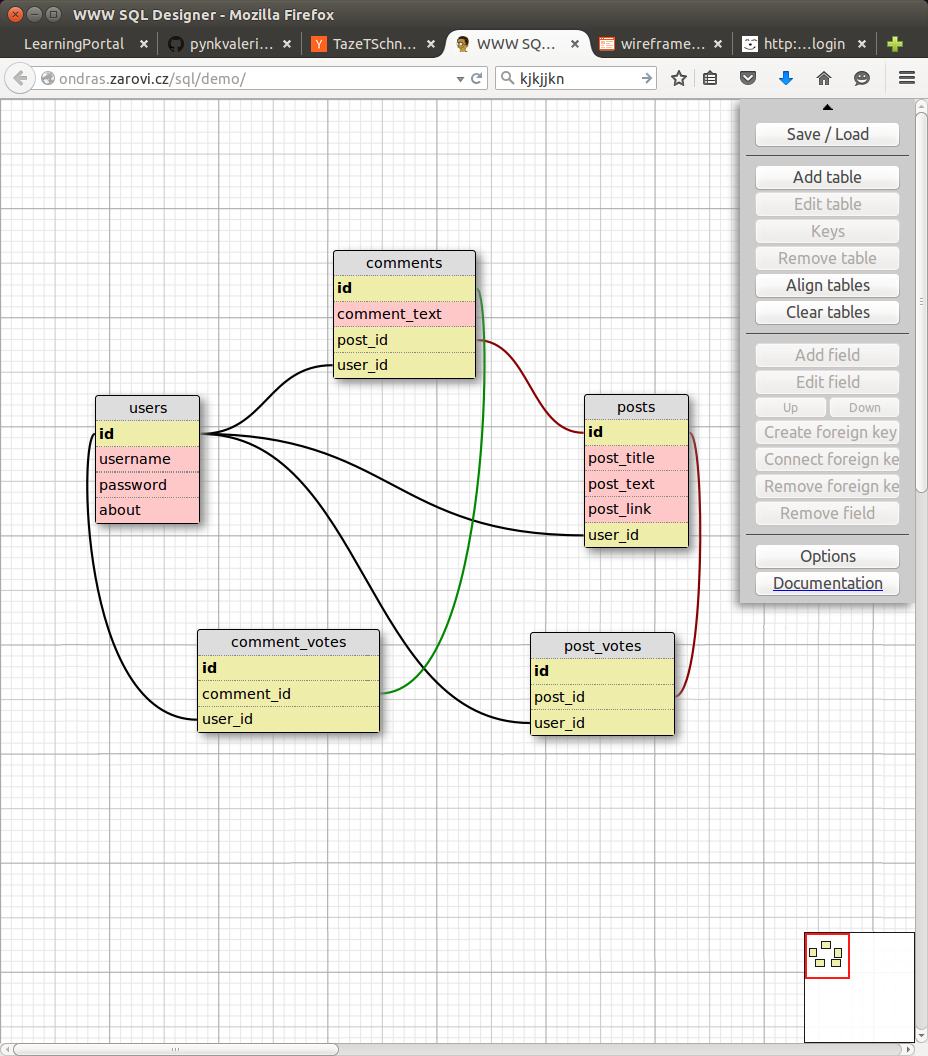 WWW SQL Designer - Mozilla Firefox
LearningPortal
pynkvaleri...
TazeTSchn...
WWW SQ...
wireframe...
http:...login
ondras.zarovi.cz/sql/demo/
kjkjjkn
Save / Load
Add table
Edit table
Keys
Remove table
Align tables
Clear tables
Add field
Edit field
Up
Down
Create foreign key
Connect foreign ke
Remove foreign ke
Remove field
Options
Documentation
comments
id
comment_text
post_id
user_id
users
id
username
password
about
posts
id
post_title
post_text
post_link
user_id
comment_votes
id
comment_id
user_id
post_votes
id
post_id
user_id